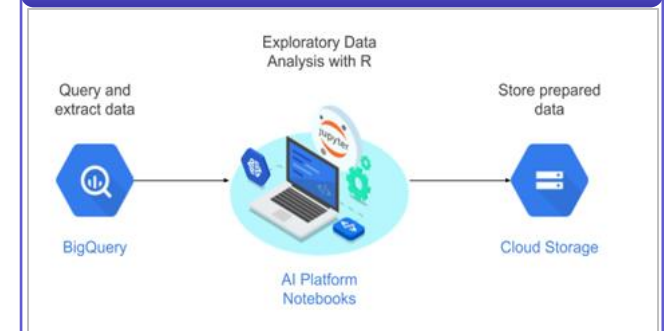 Exploratory Data
Analysis with R
Query and
extract data
Store prepared
data
jupyter
BigQuery
AI Platform
Notebooks
Cloud Storage